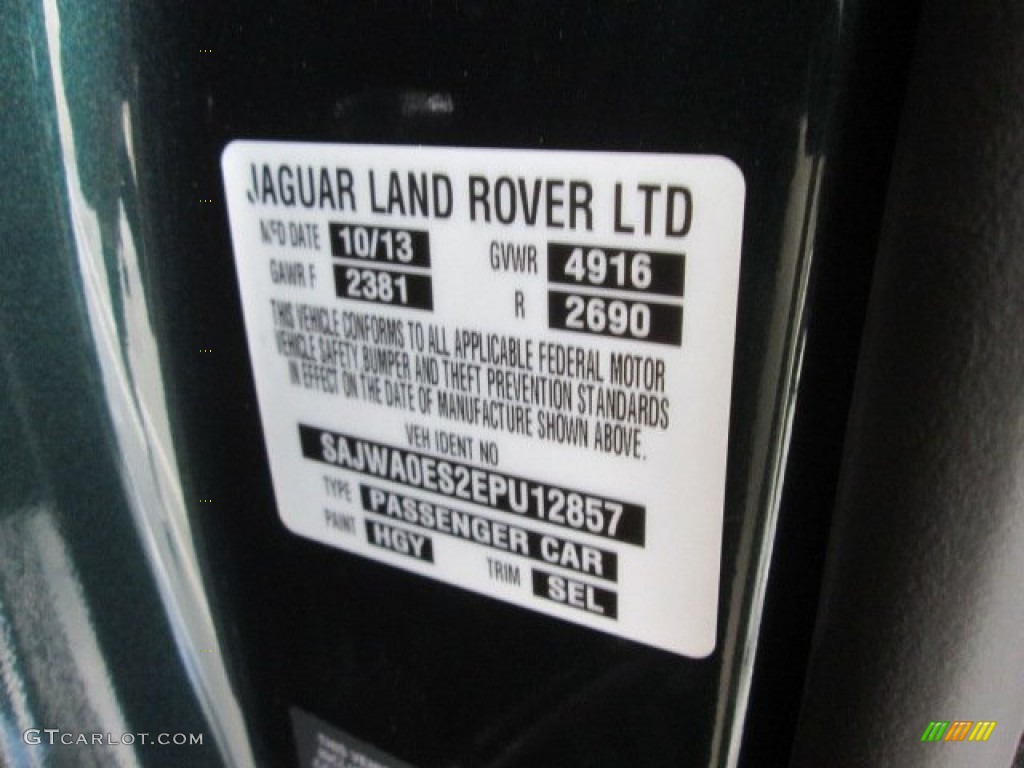 JAGUAR LAND ROVER LTD
MFD DATE 10/13 GVWR 4916
GAWR F 2381 R 2690
THIS VEHICLE CONFORMS TO ALL APPLICABLE FEDERAL MOTOR
VEHICLE SAFETY BUMPER AND THEFT PREVENTION STANDARDS
IN EFFECT ON THE DATE OF MANUFACTURE SHOWN ABOVE.
VEH IDENT NO
SAJWA0ES2EPU12857
TYPE PASSENGER CAR
PAINT HGY TRIM SEL
GTCARLOT.COM